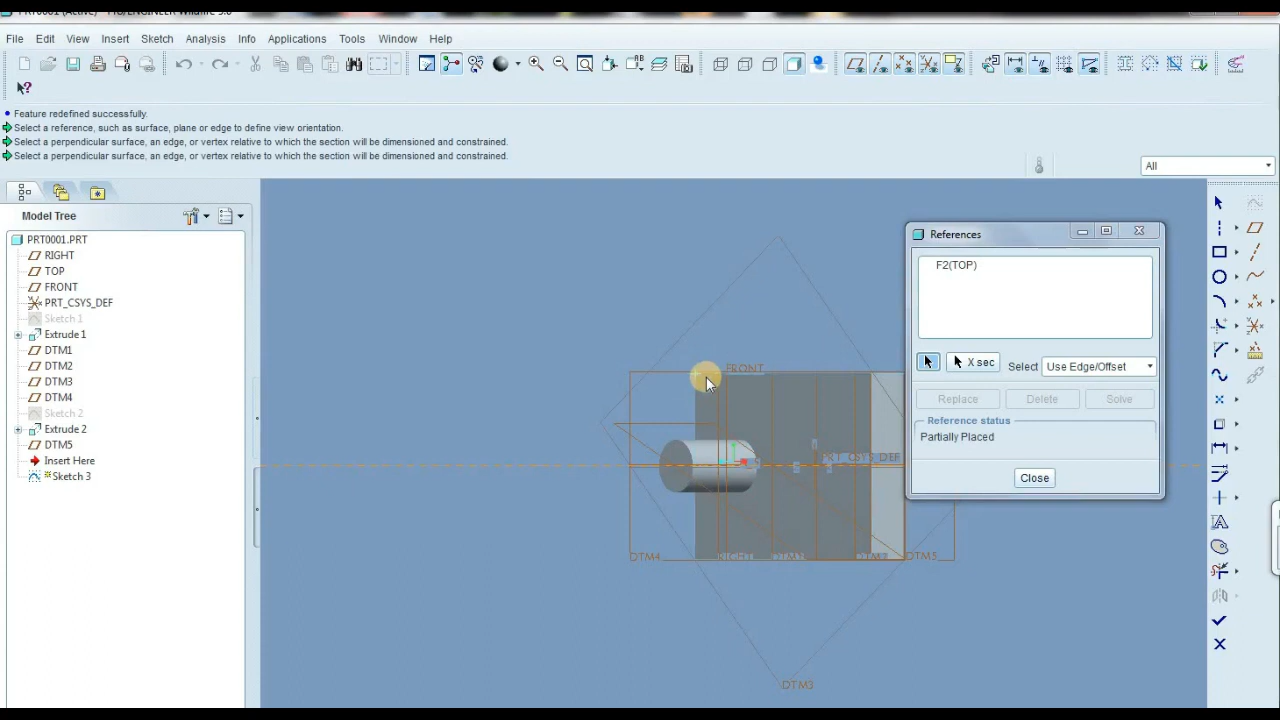 PRT0001 (Active) - Pro/ENGINEER Wildfire 5.0
File Edit View Insert Sketch Analysis Info Applications Tools Window Help
Feature redefined successfully.
Select a reference, such as surface, plane or edge to define view orientation.
Select a perpendicular surface, an edge, or vertex relative to which the section will be dimensioned and constrained.
Select a perpendicular surface, an edge, or vertex relative to which the section will be dimensioned and constrained.
All
Model Tree
PRT0001.PRT
RIGHT
TOP
FRONT
PRT_CSYS_DEF
Sketch 1
Extrude 1
DTM1
DTM2
DTM3
DTM4
Sketch 2
Extrude 2
DTM5
Insert Here
Sketch 3
FRONT
PRT_CSYS_DEF
DTM4
RIGHT
DTM5
DTM3
References
F2(TOP)
X sec
Select
Use Edge/Offset
Replace
Delete
Solve
Reference status
Partially Placed
Close